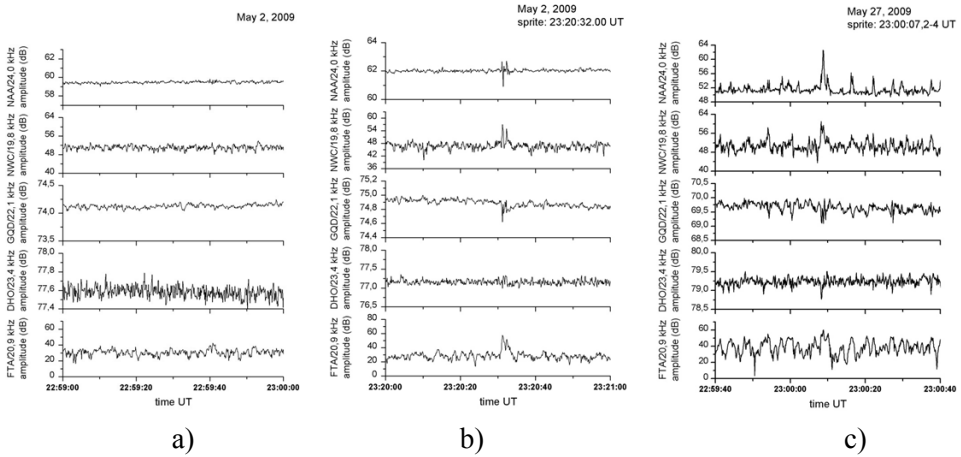 May 2, 2009
NAA/24,0 kHz
amplitude (dB)
62
60
58
NWC/19,8 kHz
amplitude (dB)
64
56
48
40
GQD/22,1 kHz
amplitude (dB)
74,5
74,0
73,5
DHO/23,4 kHz
amplitude (dB)
78,0
77,8
77,6
77,4
FTA/20,9 kHz
amplitude (dB)
60
40
20
0
22:59:00 22:59:20 22:59:40 23:00:00
time UT
a)
May 2, 2009
sprite: 23:20:32.00 UT
NAA/24,0 kHz
amplitude (dB)
64
62
60
NWC/19,8 kHz
amplitude (dB)
60
54
48
42
36
GQD/22,1 kHz
amplitude (dB)
75,2
75,0
74,8
74,6
74,4
DHO/23,4 kHz
amplitude (dB)
78,0
77,5
77,0
76,5
FTA/20,9 kHz
amplitude (dB)
80
60
40
20
0
23:20:00 23:20:20 23:20:40 23:21:00
time UT
b)
May 27, 2009
sprite: 23:00:07,2-4 UT
NAA/24,0 kHz
amplitude (dB)
64
60
56
52
48
NWC/19,8 kHz
amplitude (dB)
64
56
48
40
GQD/22,1 kHz
amplitude (dB)
70,5
70,0
69,5
69,0
68,5
DHO/23,4 kHz
amplitude (dB)
80,0
79,5
79,0
78,5
FTA/20,9 kHz
amplitude (dB)
60
40
20
0
22:59:40 23:00:00 23:00:20 23:00:40
time UT
c)